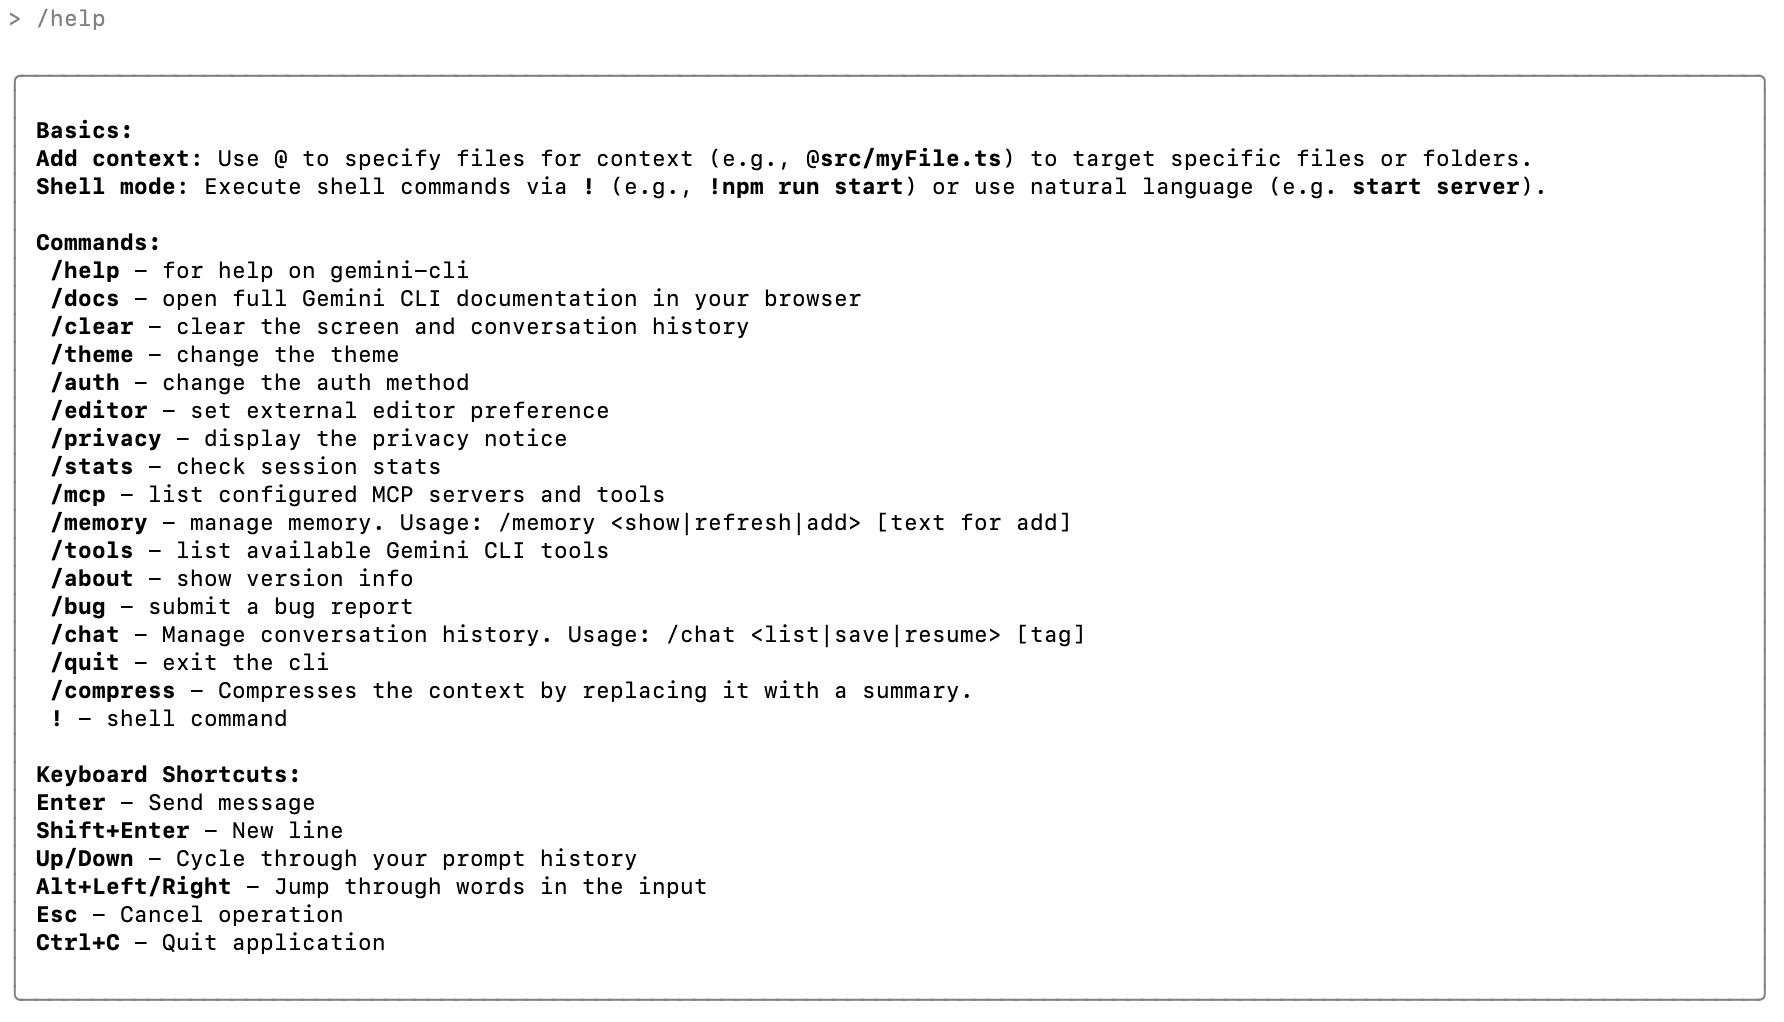 > /help
Basics:
Add context: Use @ to specify files for context (e.g., @src/myFile.ts) to target specific files or folders.
Shell mode: Execute shell commands via ! (e.g., !npm run start) or use natural language (e.g. start server).
Commands:
/help - for help on gemini-cli
/docs - open full Gemini CLI documentation in your browser
/clear - clear the screen and conversation history
/theme - change the theme
/auth - change the auth method
/editor - set external editor preference
/privacy - display the privacy notice
/stats - check session stats
/mcp - list configured MCP servers and tools
/memory - manage memory. Usage: /memory <show|refresh|add> [text for add]
/tools - list available Gemini CLI tools
/about - show version info
/bug - submit a bug report
/chat - Manage conversation history. Usage: /chat <list|save|resume> [tag]
/quit - exit the cli
/compress - Compresses the context by replacing it with a summary.
! - shell command
Keyboard Shortcuts:
Enter - Send message
Shift+Enter - New line
Up/Down - Cycle through your prompt history
Alt+Left/Right - Jump through words in the input
Esc - Cancel operation
Ctrl+C - Quit application